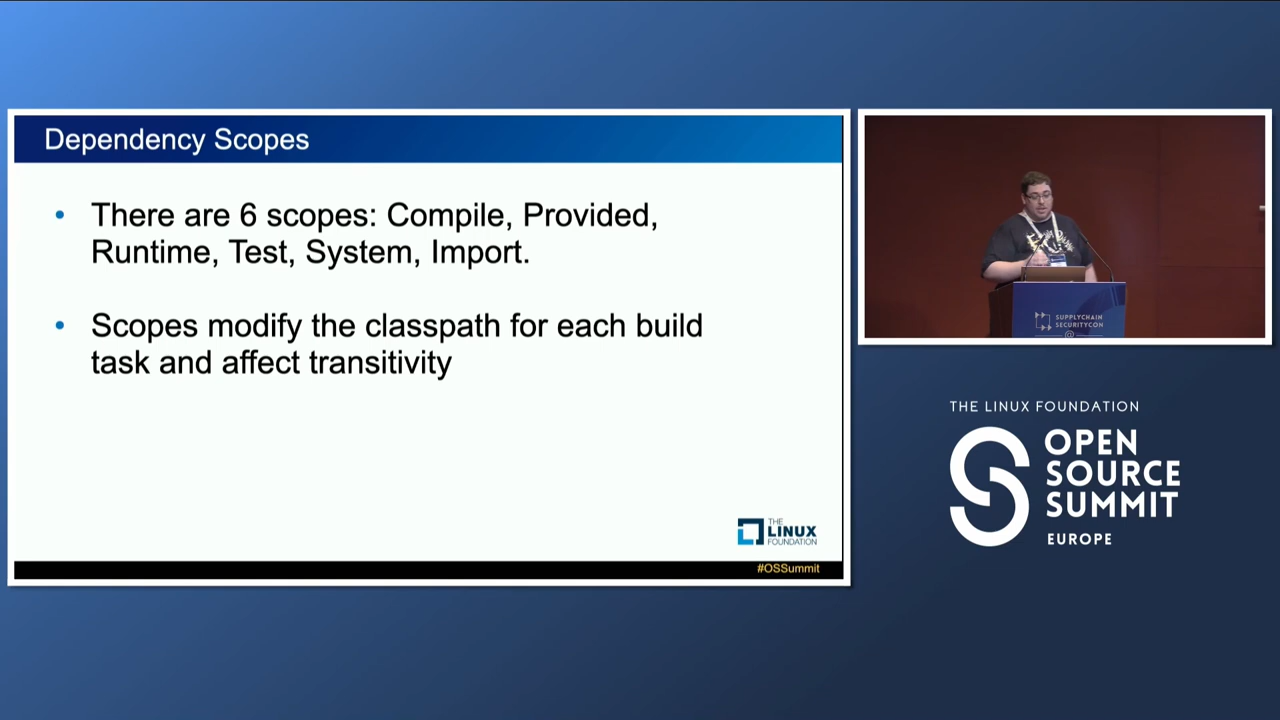 Dependency Scopes
• There are 6 scopes: Compile, Provided,
Runtime, Test, System, Import.
• Scopes modify the classpath for each build
task and affect transitivity
THE
LINUX
FOUNDATION
#OSSummit
SUPPLYCHAIN
SECURITYCON
@
THE LINUX FOUNDATION
OPEN
SOURCE
SUMMIT
EUROPE